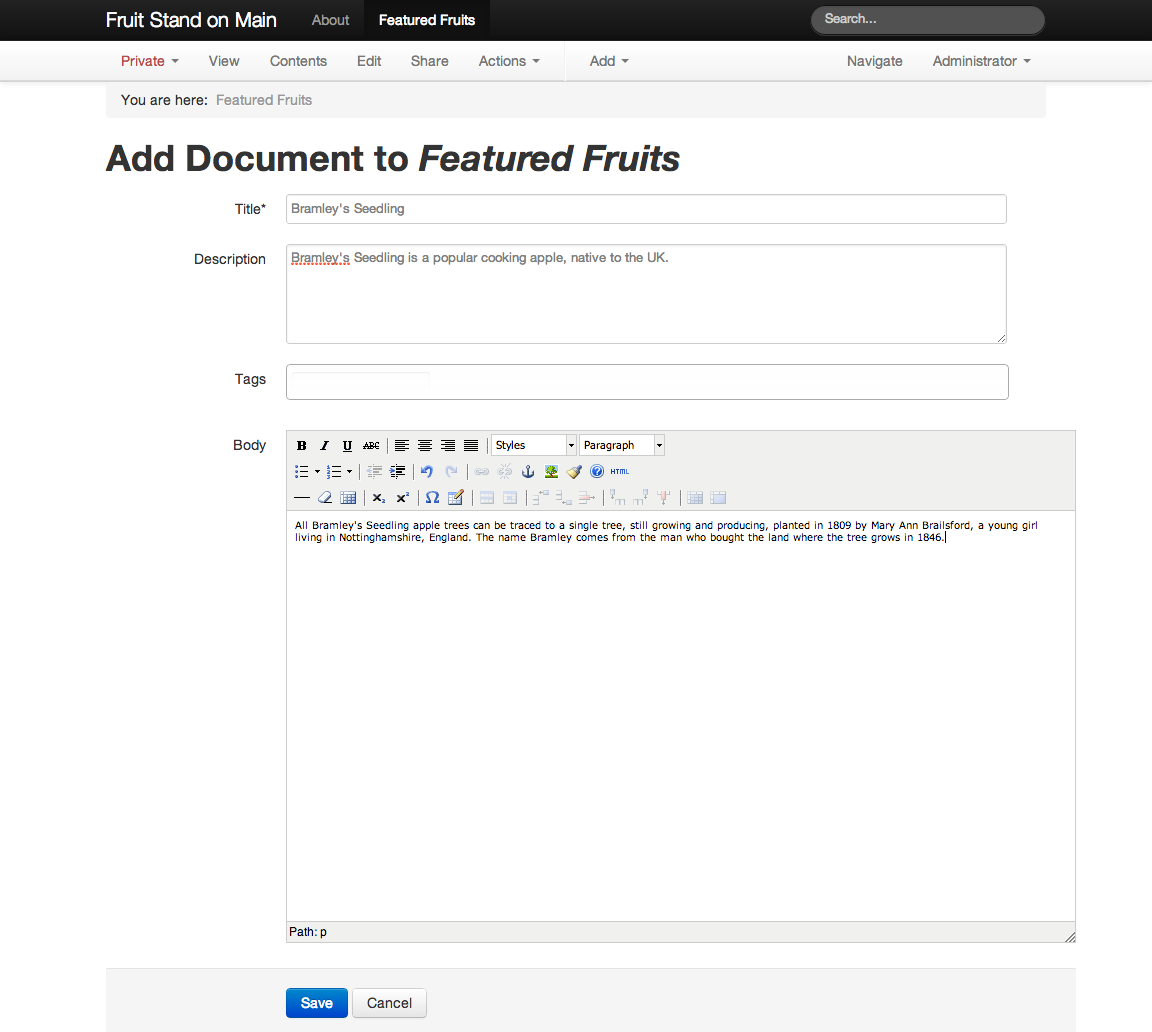 Fruit Stand on Main About Featured Fruits Search...
Private View Contents Edit Share Actions Add Navigate Administrator
You are here: Featured Fruits
Add Document to Featured Fruits
Title* Bramley's Seedling
Description Bramley's Seedling is a popular cooking apple, native to the UK.
Tags
Body B I U ABC Styles Paragraph
HTML
x₂ x² Ω
All Bramley's Seedling apple trees can be traced to a single tree, still growing and producing, planted in 1809 by Mary Ann Brailsford, a young girl
living in Nottinghamshire, England. The name Bramley comes from the man who bought the land where the tree grows in 1846.
Path: p
Save Cancel